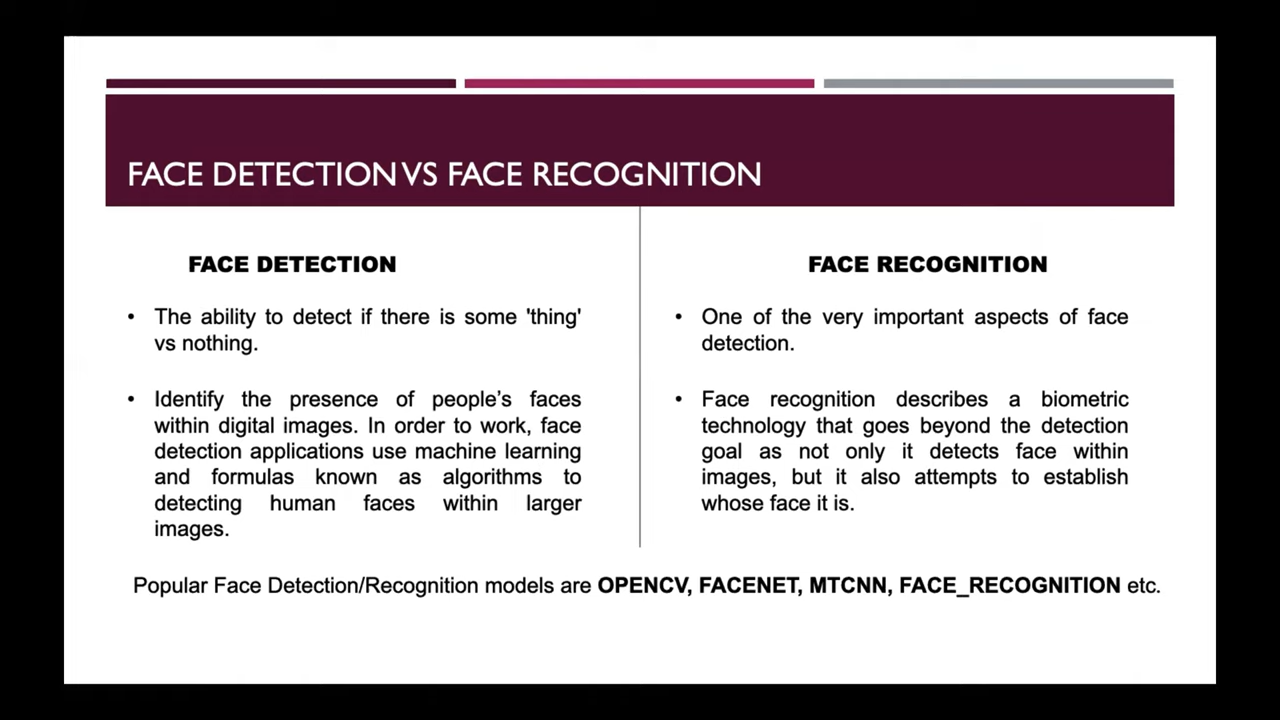 FACE DETECTION VS FACE RECOGNITION
FACE DETECTION
• The ability to detect if there is some 'thing'
vs nothing.
• Identify the presence of people’s faces
within digital images. In order to work, face
detection applications use machine learning
and formulas known as algorithms to
detecting human faces within larger
images.
FACE RECOGNITION
• One of the very important aspects of face
detection.
• Face recognition describes a biometric
technology that goes beyond the detection
goal as not only it detects face within
images, but it also attempts to establish
whose face it is.
Popular Face Detection/Recognition models are OPENCV, FACENET, MTCNN, FACE_RECOGNITION etc.